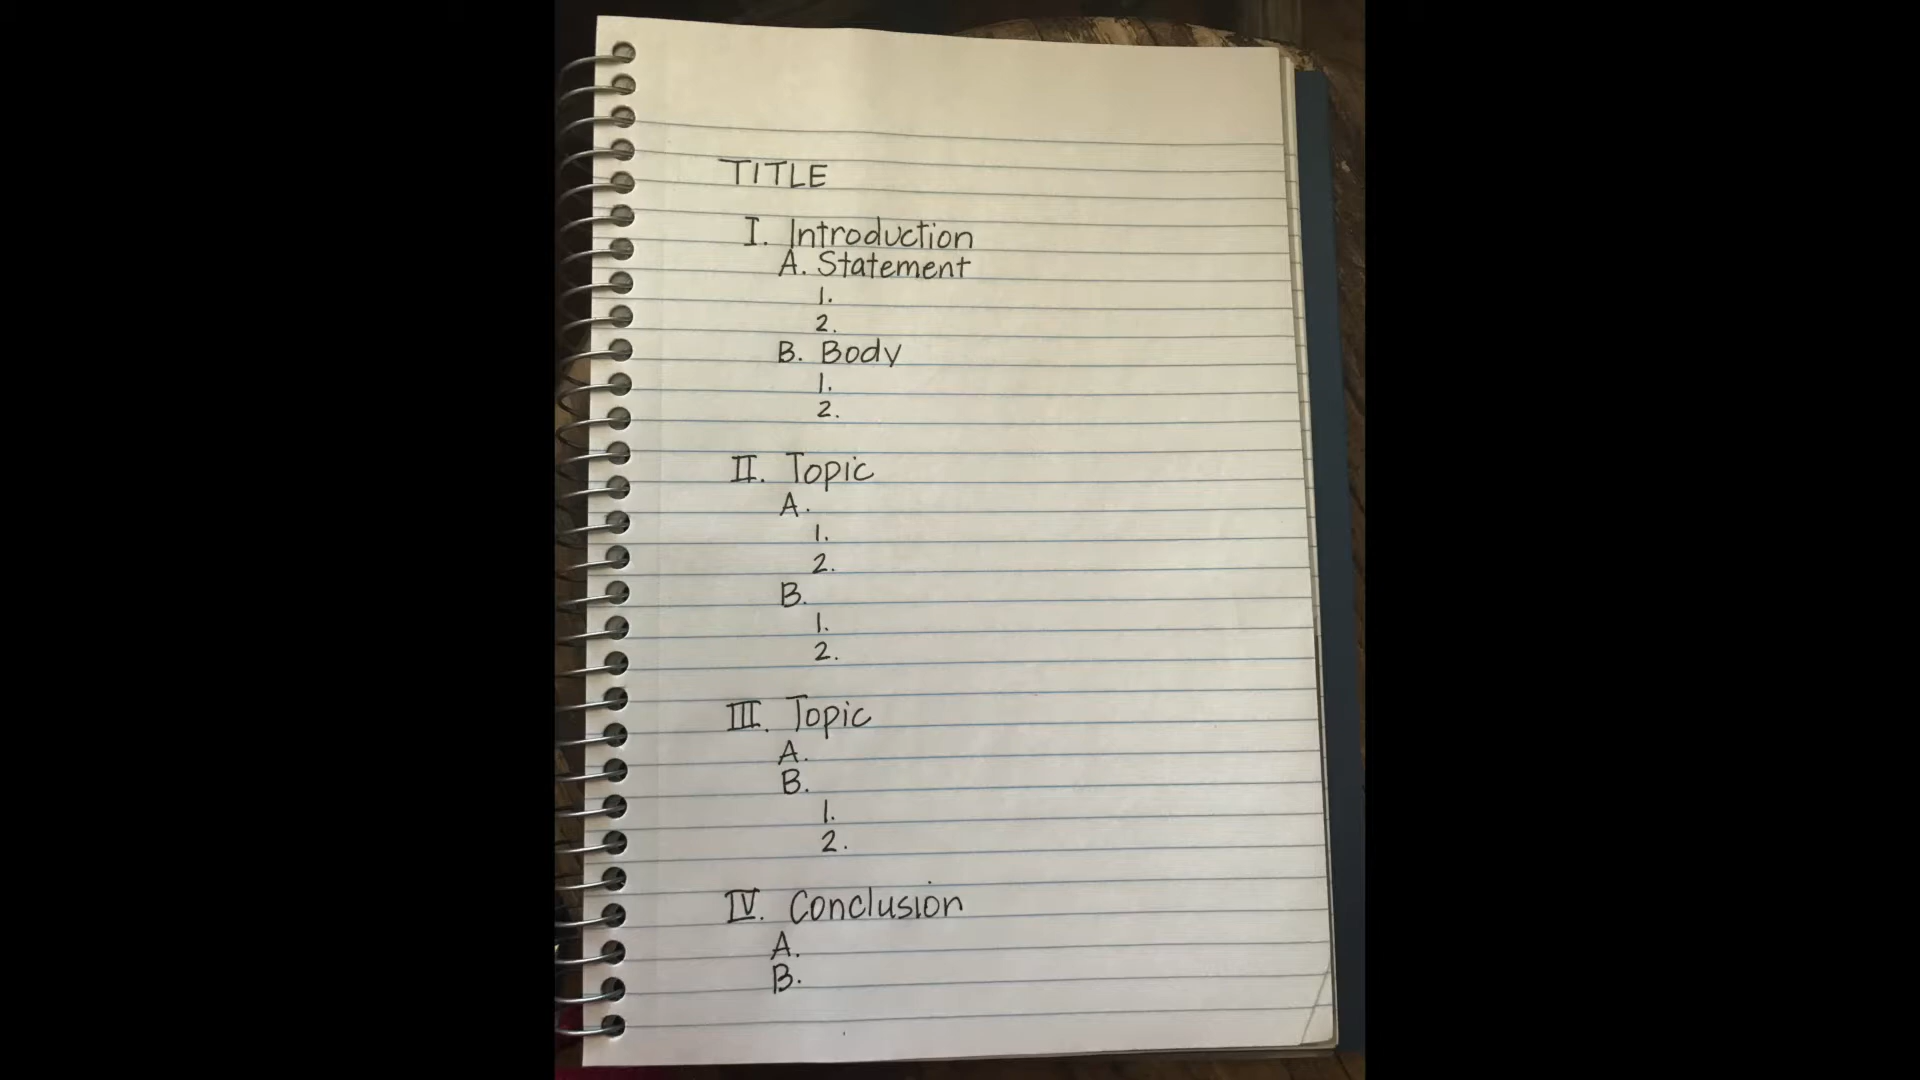 TITLE
I. Introduction
A. Statement
1.
2.
B. Body
1.
2.
II. Topic
A.
1.
2.
B.
1.
2.
III. Topic
A.
B.
1.
2.
IV. Conclusion
A.
B.